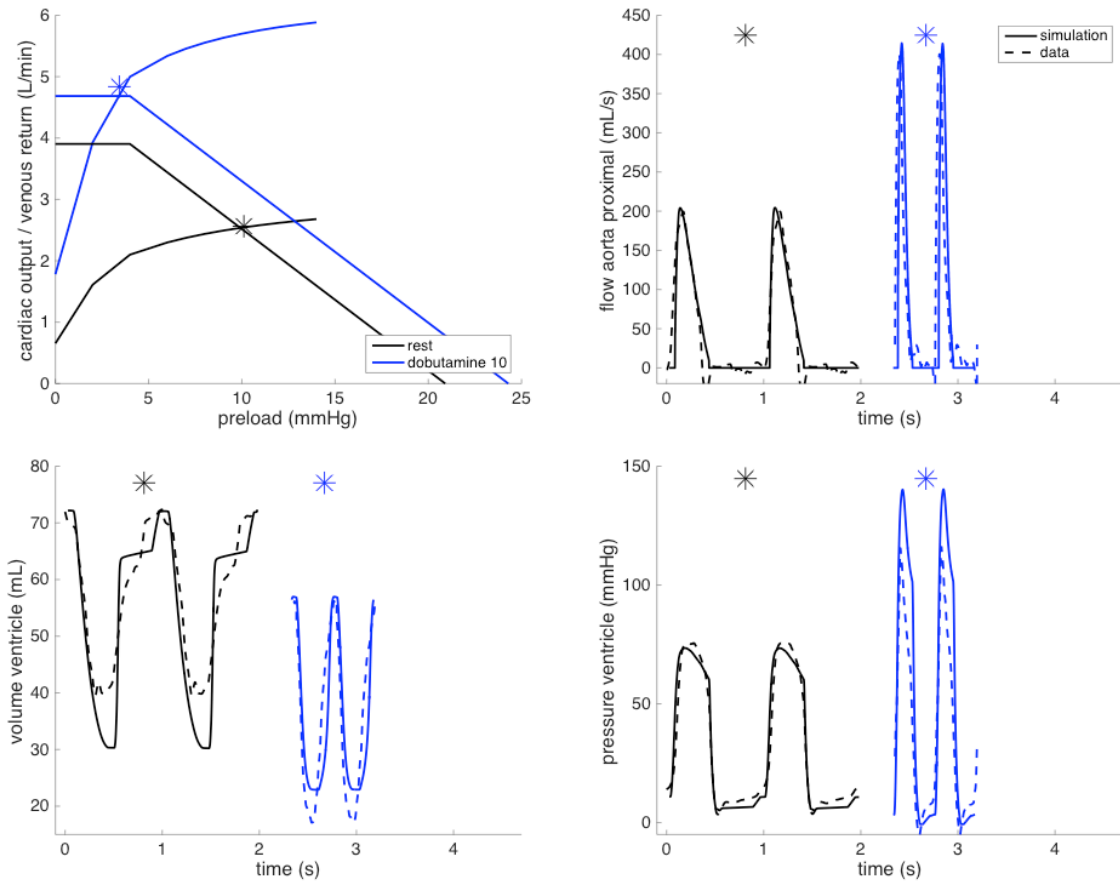 6
5
4
3
2
1
0
0 5 10 15 20 25
cardiac output / venous return (L/min)
preload (mmHg)
rest
dobutamine 10
450
400
350
300
250
200
150
100
50
0
0 1 2 3 4
flow aorta proximal (mL/s)
time (s)
simulation
data
80
70
60
50
40
30
20
0 1 2 3 4
volume ventricle (mL)
time (s)
150
100
50
0
0 1 2 3 4
pressure ventricle (mmHg)
time (s)